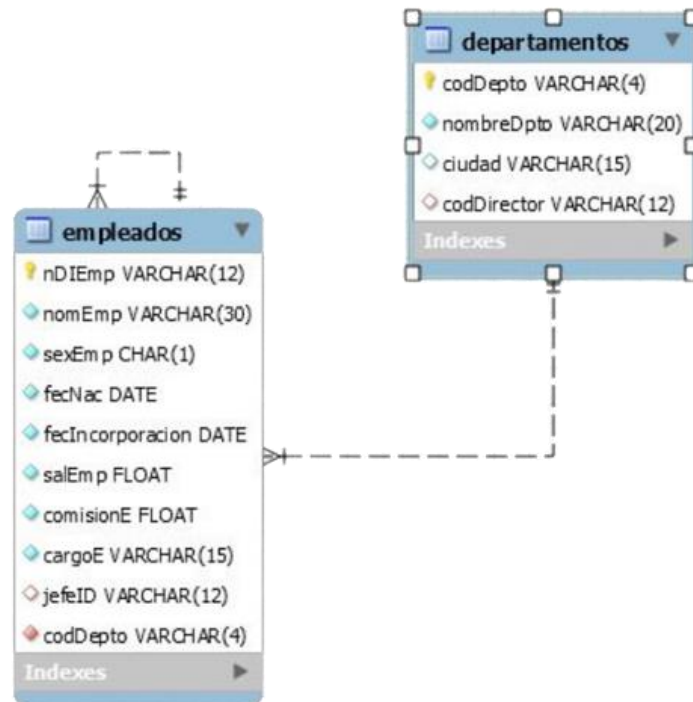 departamentos
codDepto VARCHAR(4)
nombreDpto VARCHAR(20)
ciudad VARCHAR(15)
codDirector VARCHAR(12)
Indexes
empleados
nDIEmp VARCHAR(12)
nomEmp VARCHAR(30)
sexEmp CHAR(1)
fecNac DATE
fecIncorporacion DATE
salEmp FLOAT
comisionE FLOAT
cargoE VARCHAR(15)
jefeID VARCHAR(12)
codDepto VARCHAR(4)
Indexes